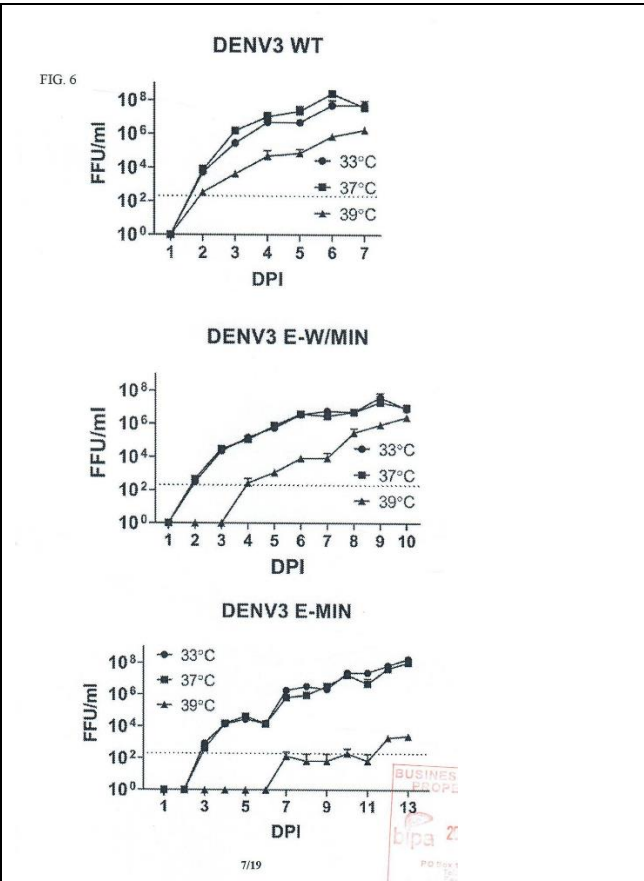 DENV3 WT
FIG. 6
10⁸
10⁶
10⁴
10²
10⁰
FFU/ml
33°C
37°C
39°C
1 2 3 4 5 6 7
DPI
DENV3 E-W/MIN
10⁸
10⁶
10⁴
10²
10⁰
FFU/ml
33°C
37°C
39°C
1 2 3 4 5 6 7 8 9 10
DPI
DENV3 E-MIN
33°C
37°C
39°C
10⁸
10⁶
10⁴
10²
10⁰
FFU/ml
1 3 5 7 9 11 13
DPI
BUSINES
PROPE
bipa
7/19